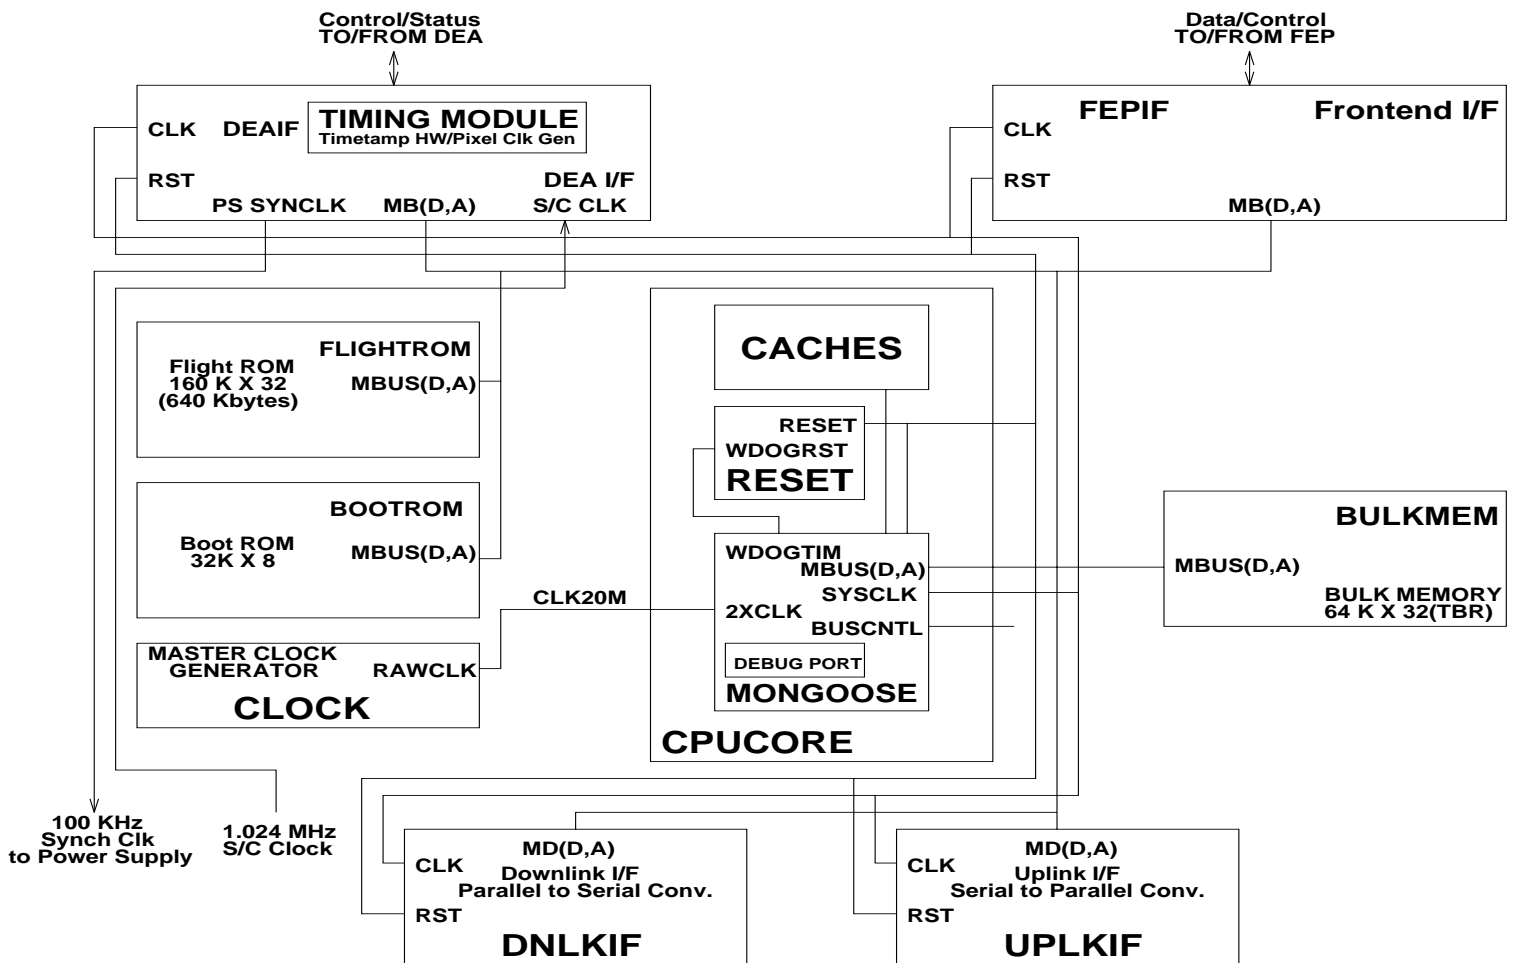 Control/Status
TO/FROM DEA
Data/Control
TO/FROM FEP
CLK
DEAIF
TIMING MODULE
Timetamp HW/Pixel Clk Gen
RST
DEA I/F
PS SYNCLK
MB(D,A)
S/C CLK
FEPIF
Frontend I/F
CLK
RST
MB(D,A)
FLIGHTROM
Flight ROM
160 K X 32
(640 Kbytes)
MBUS(D,A)
CACHES
RESET
WDOGRST
RESET
BOOTROM
Boot ROM
32K X 8
MBUS(D,A)
WDOGTIM
MBUS(D,A)
SYSCLK
2XCLK
BUSCNTL
DEBUG PORT
MONGOOSE
CPUCORE
BULKMEM
MBUS(D,A)
BULK MEMORY
64 K X 32(TBR)
CLK20M
MASTER CLOCK
GENERATOR
RAWCLK
CLOCK
100 KHz
Synch Clk
to Power Supply
1.024 MHz
S/C Clock
MD(D,A)
CLK
Downlink I/F
Parallel to Serial Conv.
RST
DNLKIF
MD(D,A)
CLK
Uplink I/F
Serial to Parallel Conv.
RST
UPLKIF